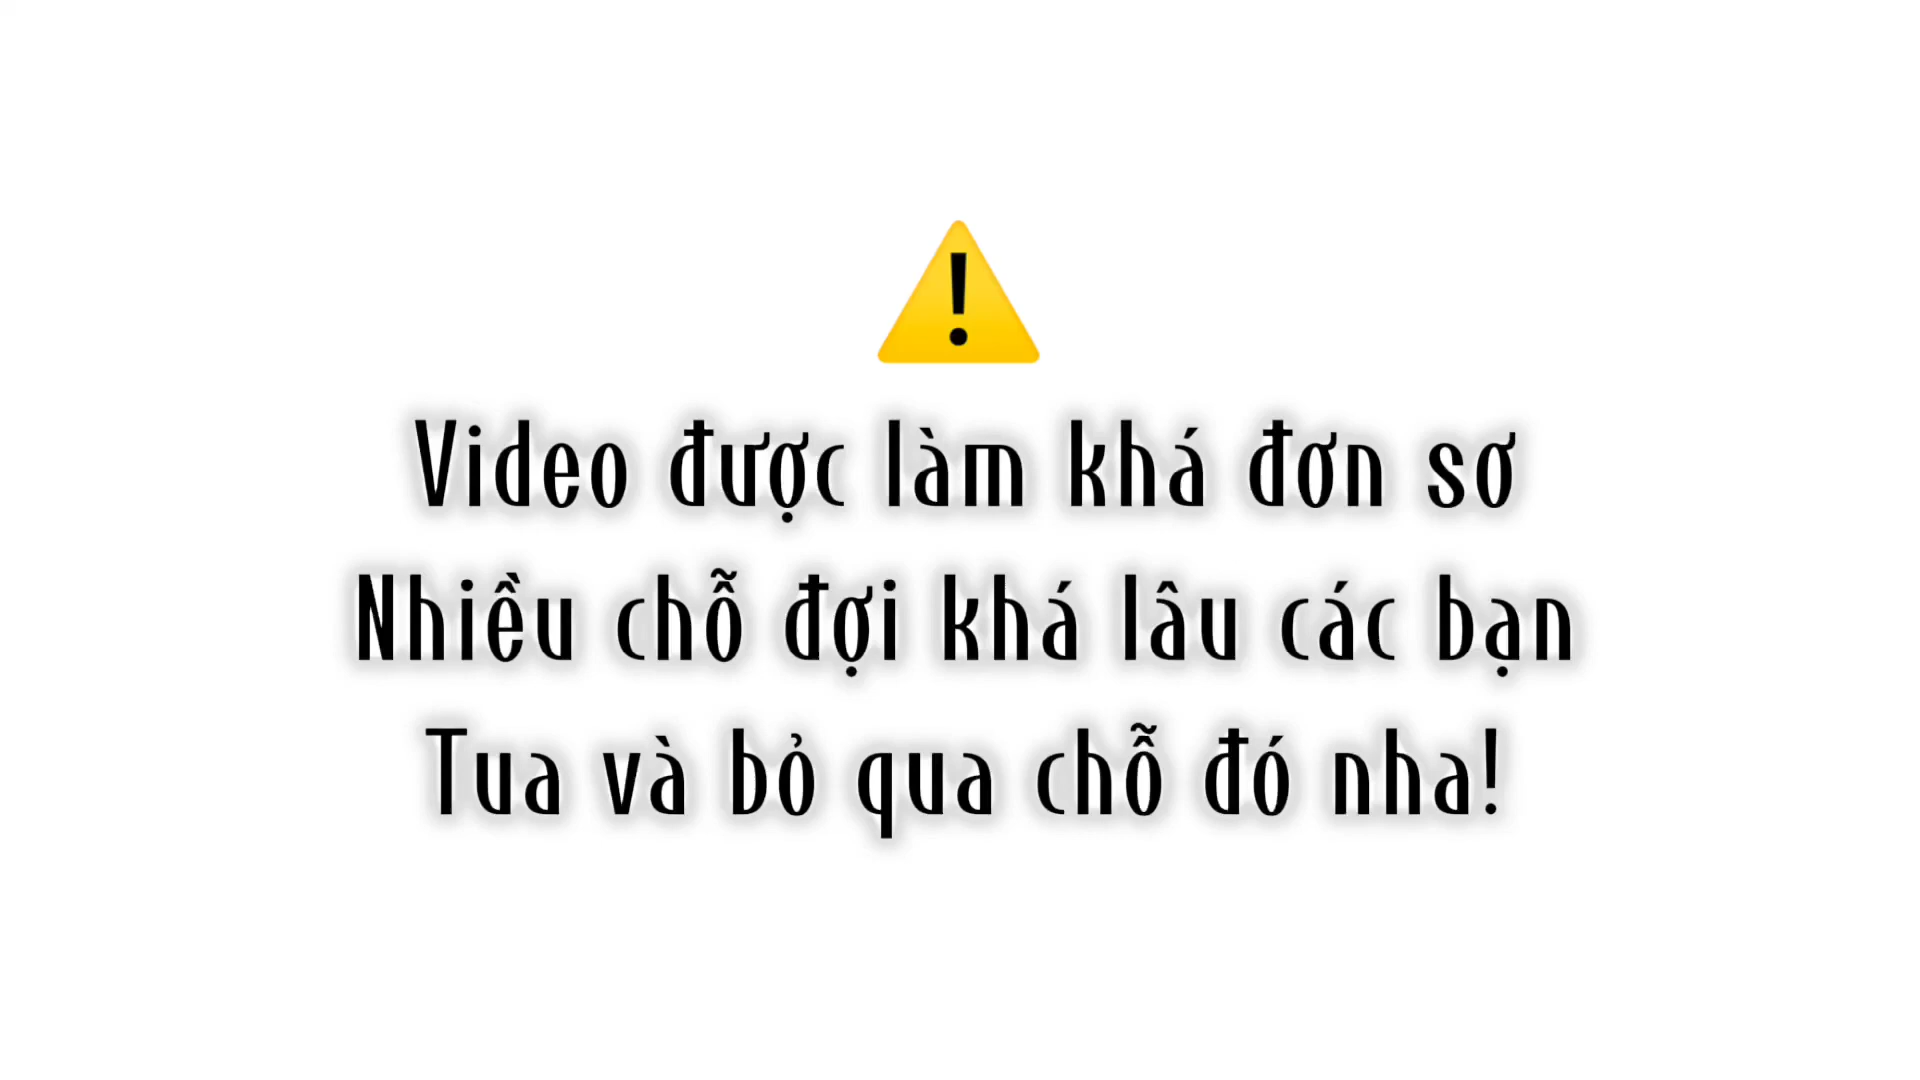 Video được làm khá đơn sơ
Nhiều chỗ đợi khá lâu các bạn
Tua và bỏ qua chỗ đó nha!